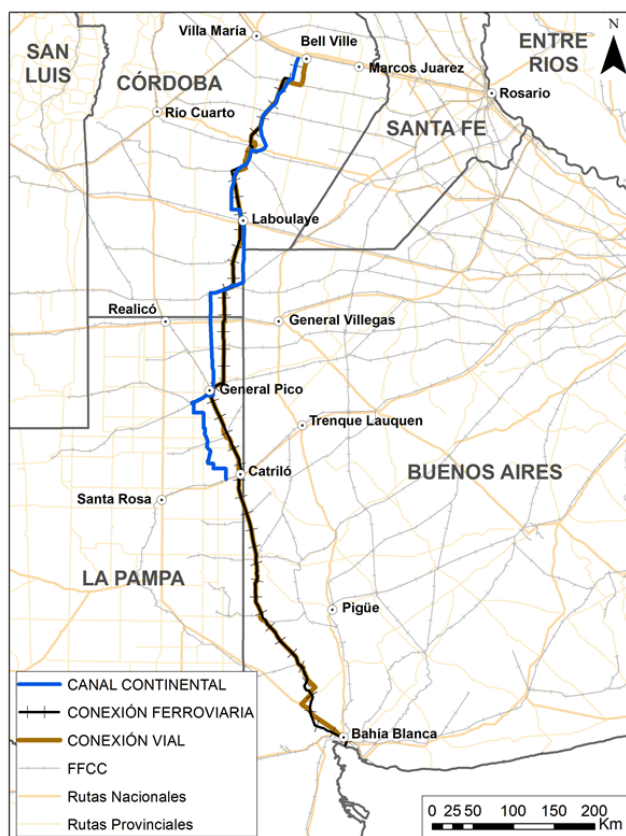 N
Villa María
Bell Ville
SAN
LUIS
ENTRE
RIOS
CÓRDOBA
Marcos Juarez
Rosario
Río Cuarto
SANTA FE
Laboulaye
Realicó
General Villegas
General Pico
Trenque Lauquen
Catriló
BUENOS AIRES
Santa Rosa
LA PAMPA
Pigüe
Bahía Blanca
CANAL CONTINENTAL
CONEXIÓN FERROVIARIA
CONEXIÓN VIAL
FFCC
Rutas Nacionales
Rutas Provinciales
0 25 50 100 150 200
Km